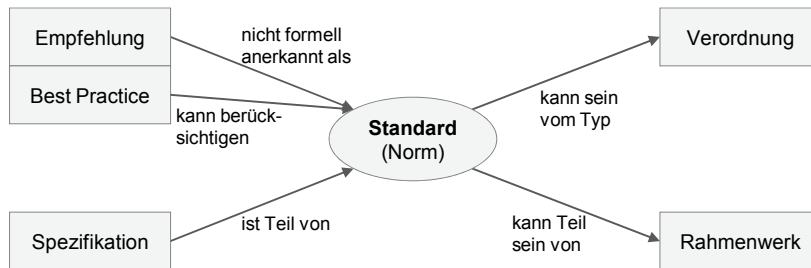 Empfehlung
nicht formell
anerkannt als
Verordnung
Best Practice
kann berück-
sichtigen
kann sein
vom Typ
Standard
(Norm)
Spezifikation
ist Teil von
kann Teil
sein von
Rahmenwerk